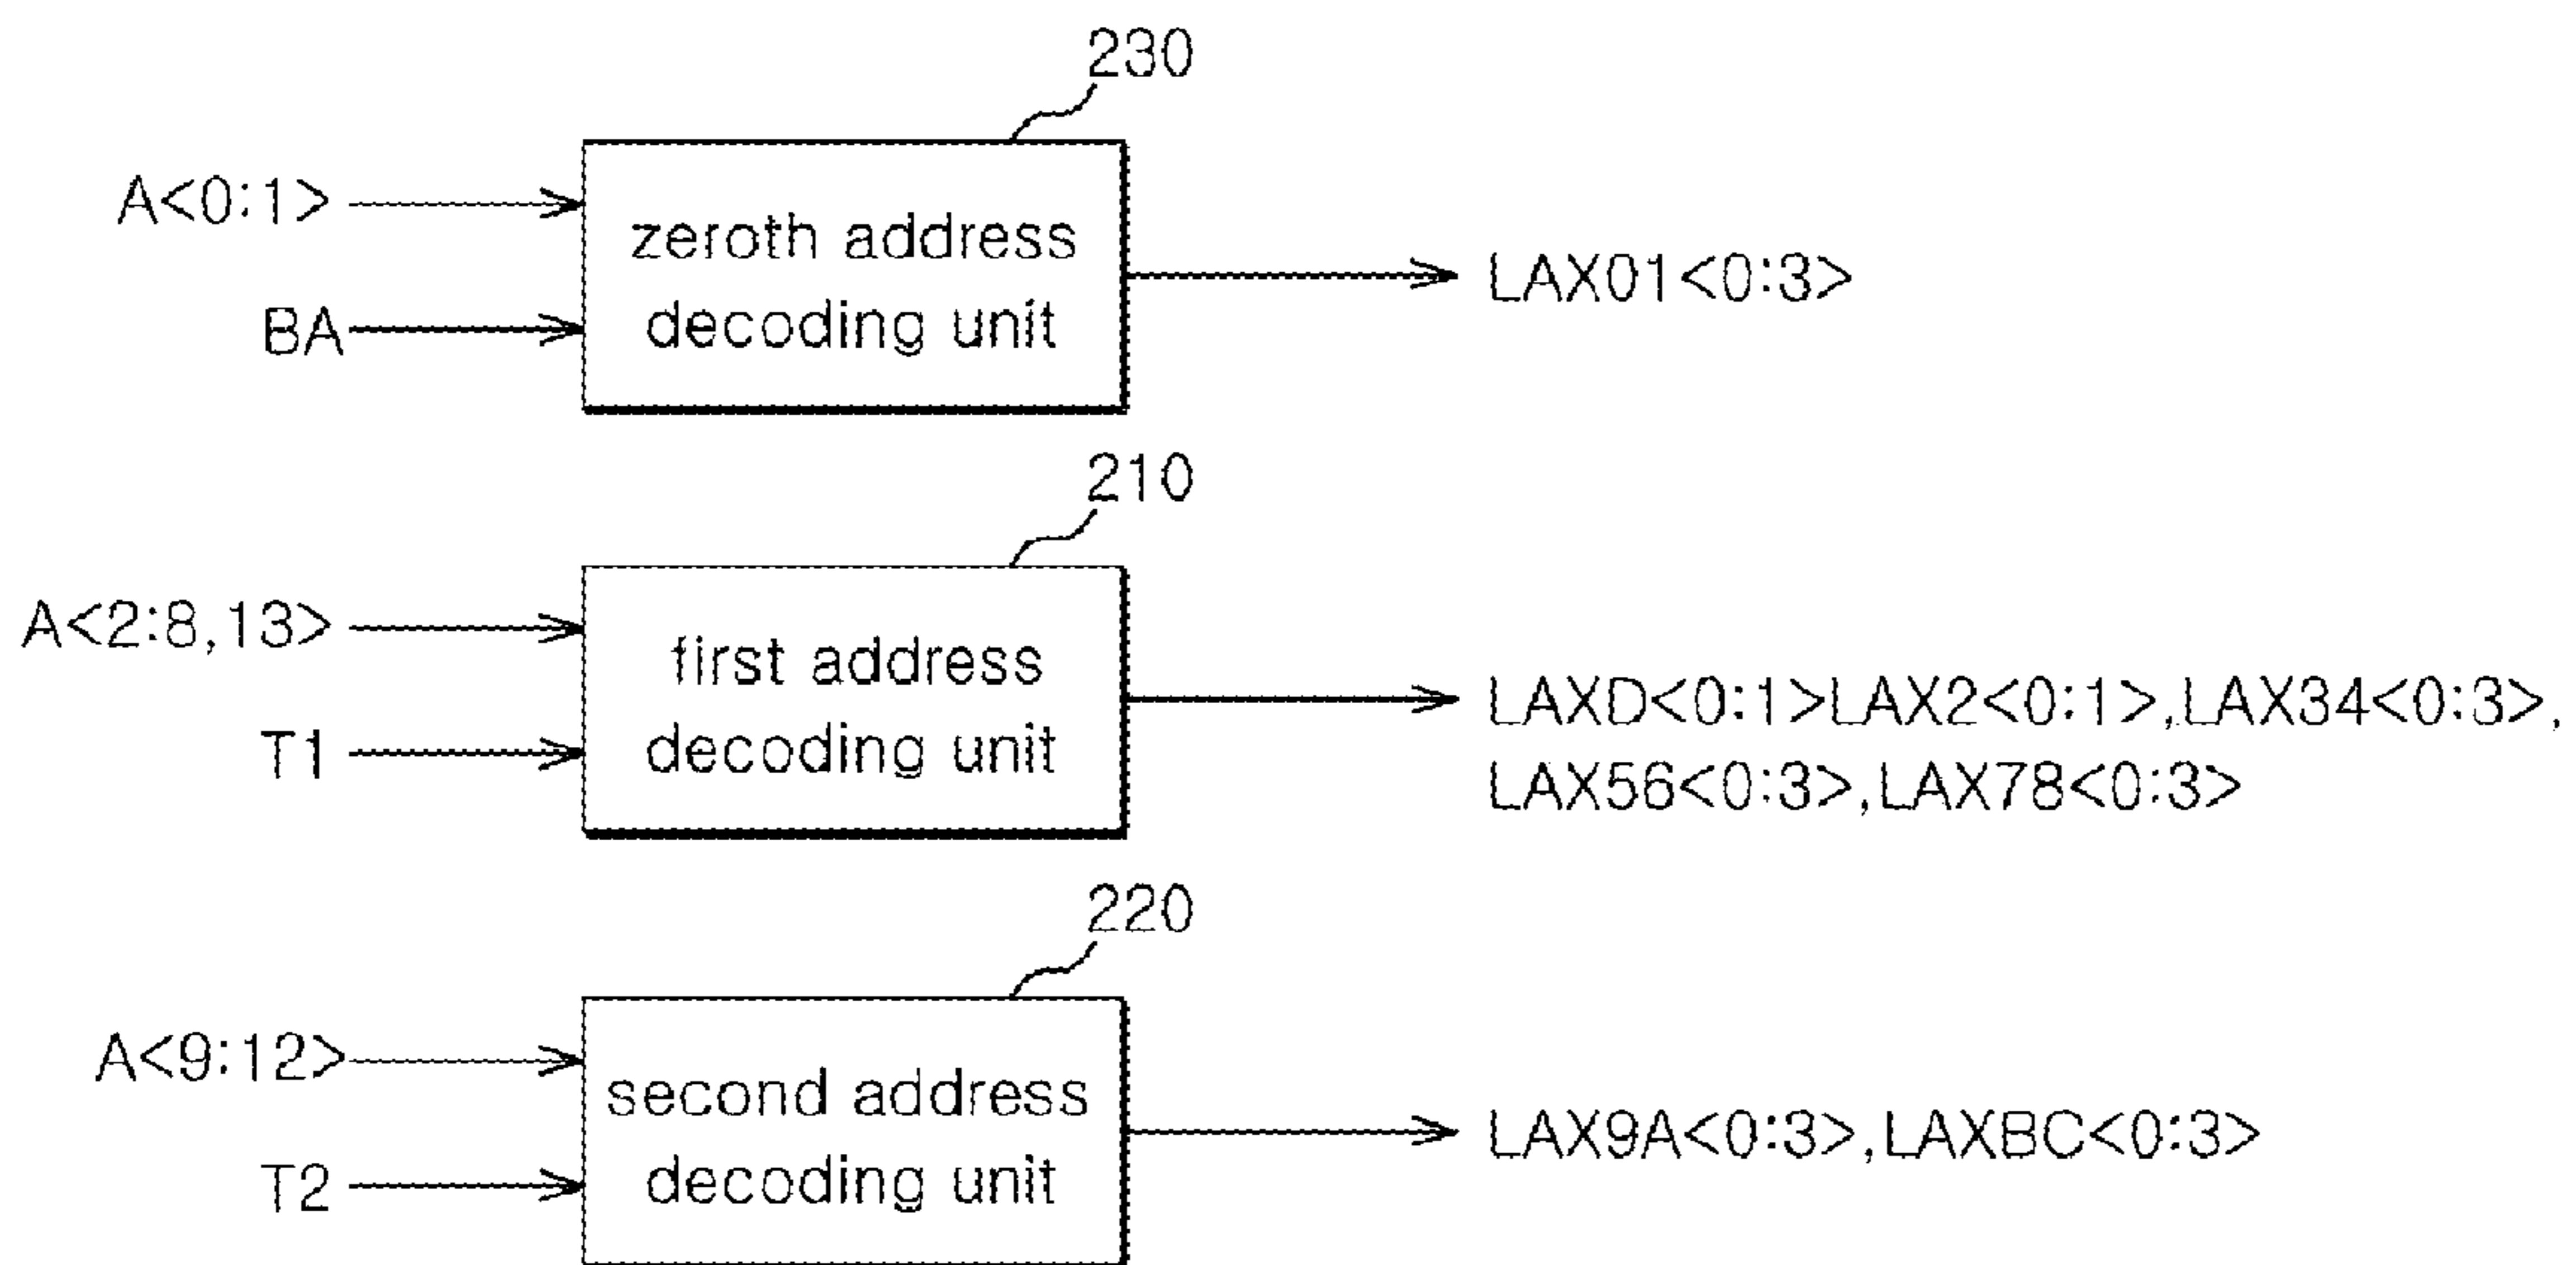 230
A<0:1>
zeroth address
decoding unit
BA
LAX01<0:3>
210
A<2:8,13>
first address
decoding unit
T1
LAXD<0:1>LAX2<0:1>,LAX34<0:3>,
LAX56<0:3>,LAX78<0:3>
220
A<9:12>
second address
decoding unit
T2
LAX9A<0:3>,LAXBC<0:3>